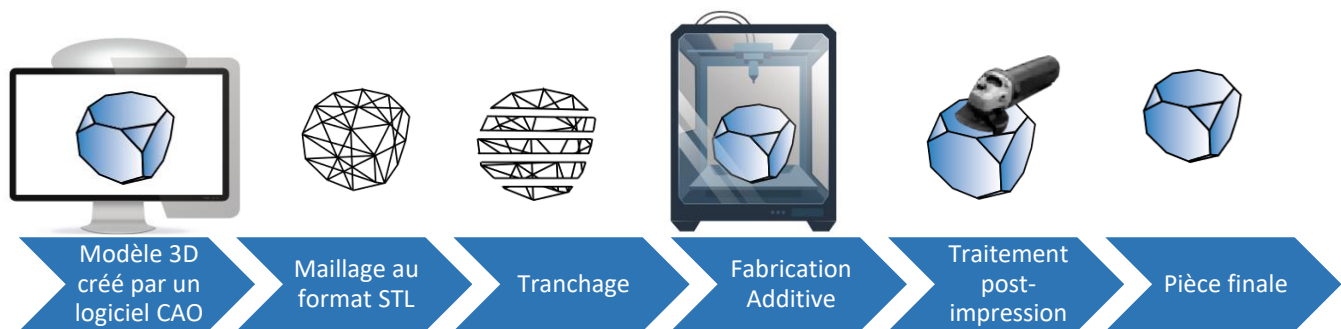 Modèle 3D
créé par un
logiciel CAO
Maillage au
format STL
Tranchage
Fabrication
Additive
Traitement
post-
impression
Pièce finale